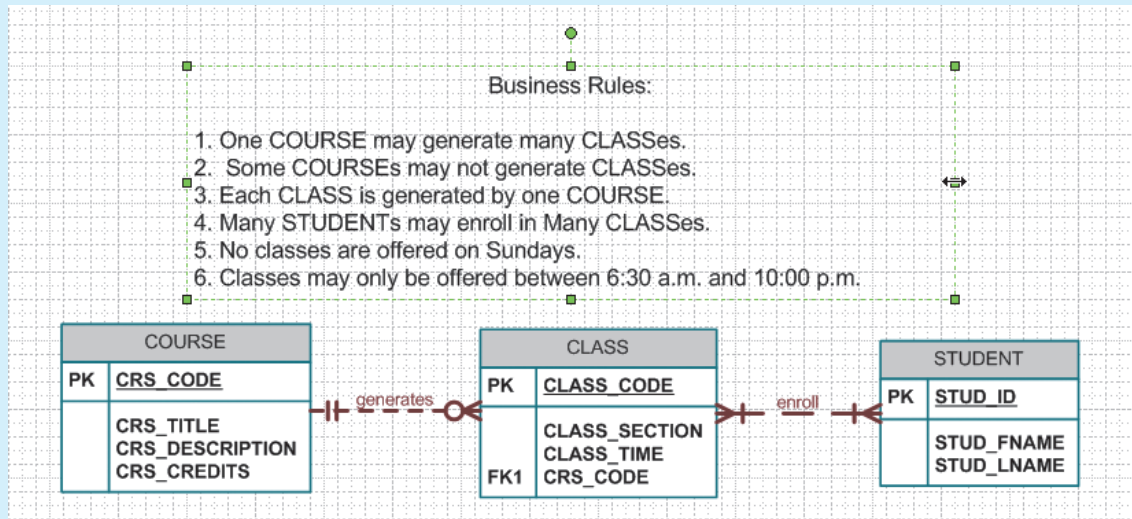 Business Rules:
1. One COURSE may generate many CLASSes.
2.  Some COURSEs may not generate CLASSes.
3. Each CLASS is generated by one COURSE.
4. Many STUDENTs may enroll in Many CLASSes.
5. No classes are offered on Sundays.
6. Classes may only be offered between 6:30 a.m. and 10:00 p.m.
COURSE
PK CRS_CODE
CRS_TITLE
CRS_DESCRIPTION
CRS_CREDITS
generates
CLASS
PK CLASS_CODE
CLASS_SECTION
CLASS_TIME
FK1 CRS_CODE
enroll
STUDENT
PK STUD_ID
STUD_FNAME
STUD_LNAME